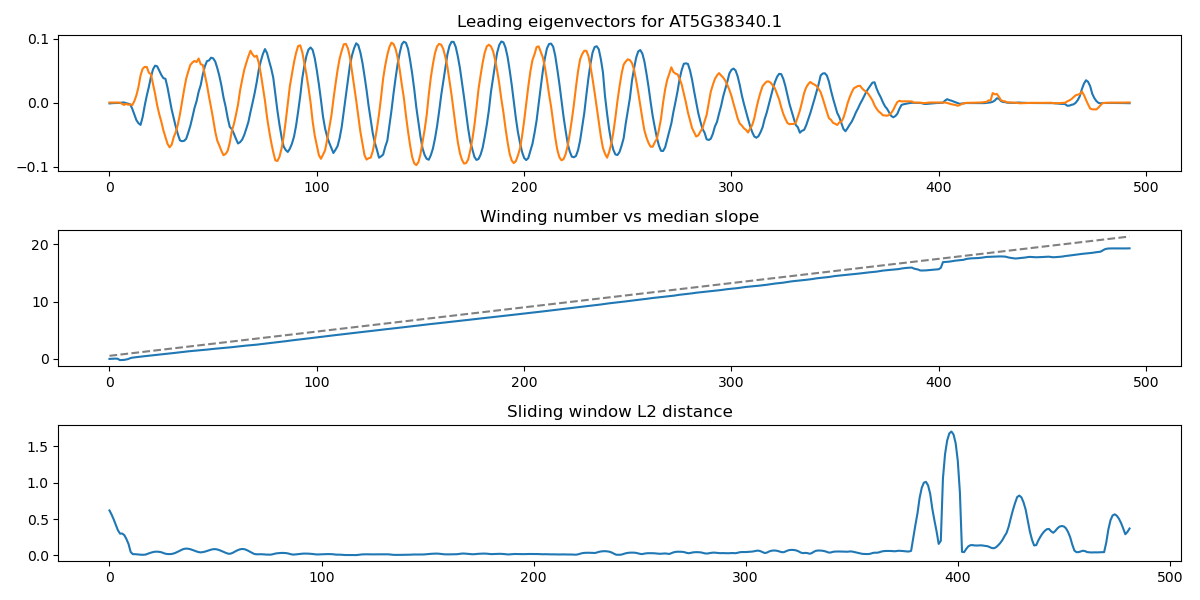 Leading eigenvectors for AT5G38340.1
0.1
0.0
−0.1
0 100 200 300 400 500
Winding number vs median slope
20
10
0
0 100 200 300 400 500
Sliding window L2 distance
1.5
1.0
0.5
0.0
0 100 200 300 400 500